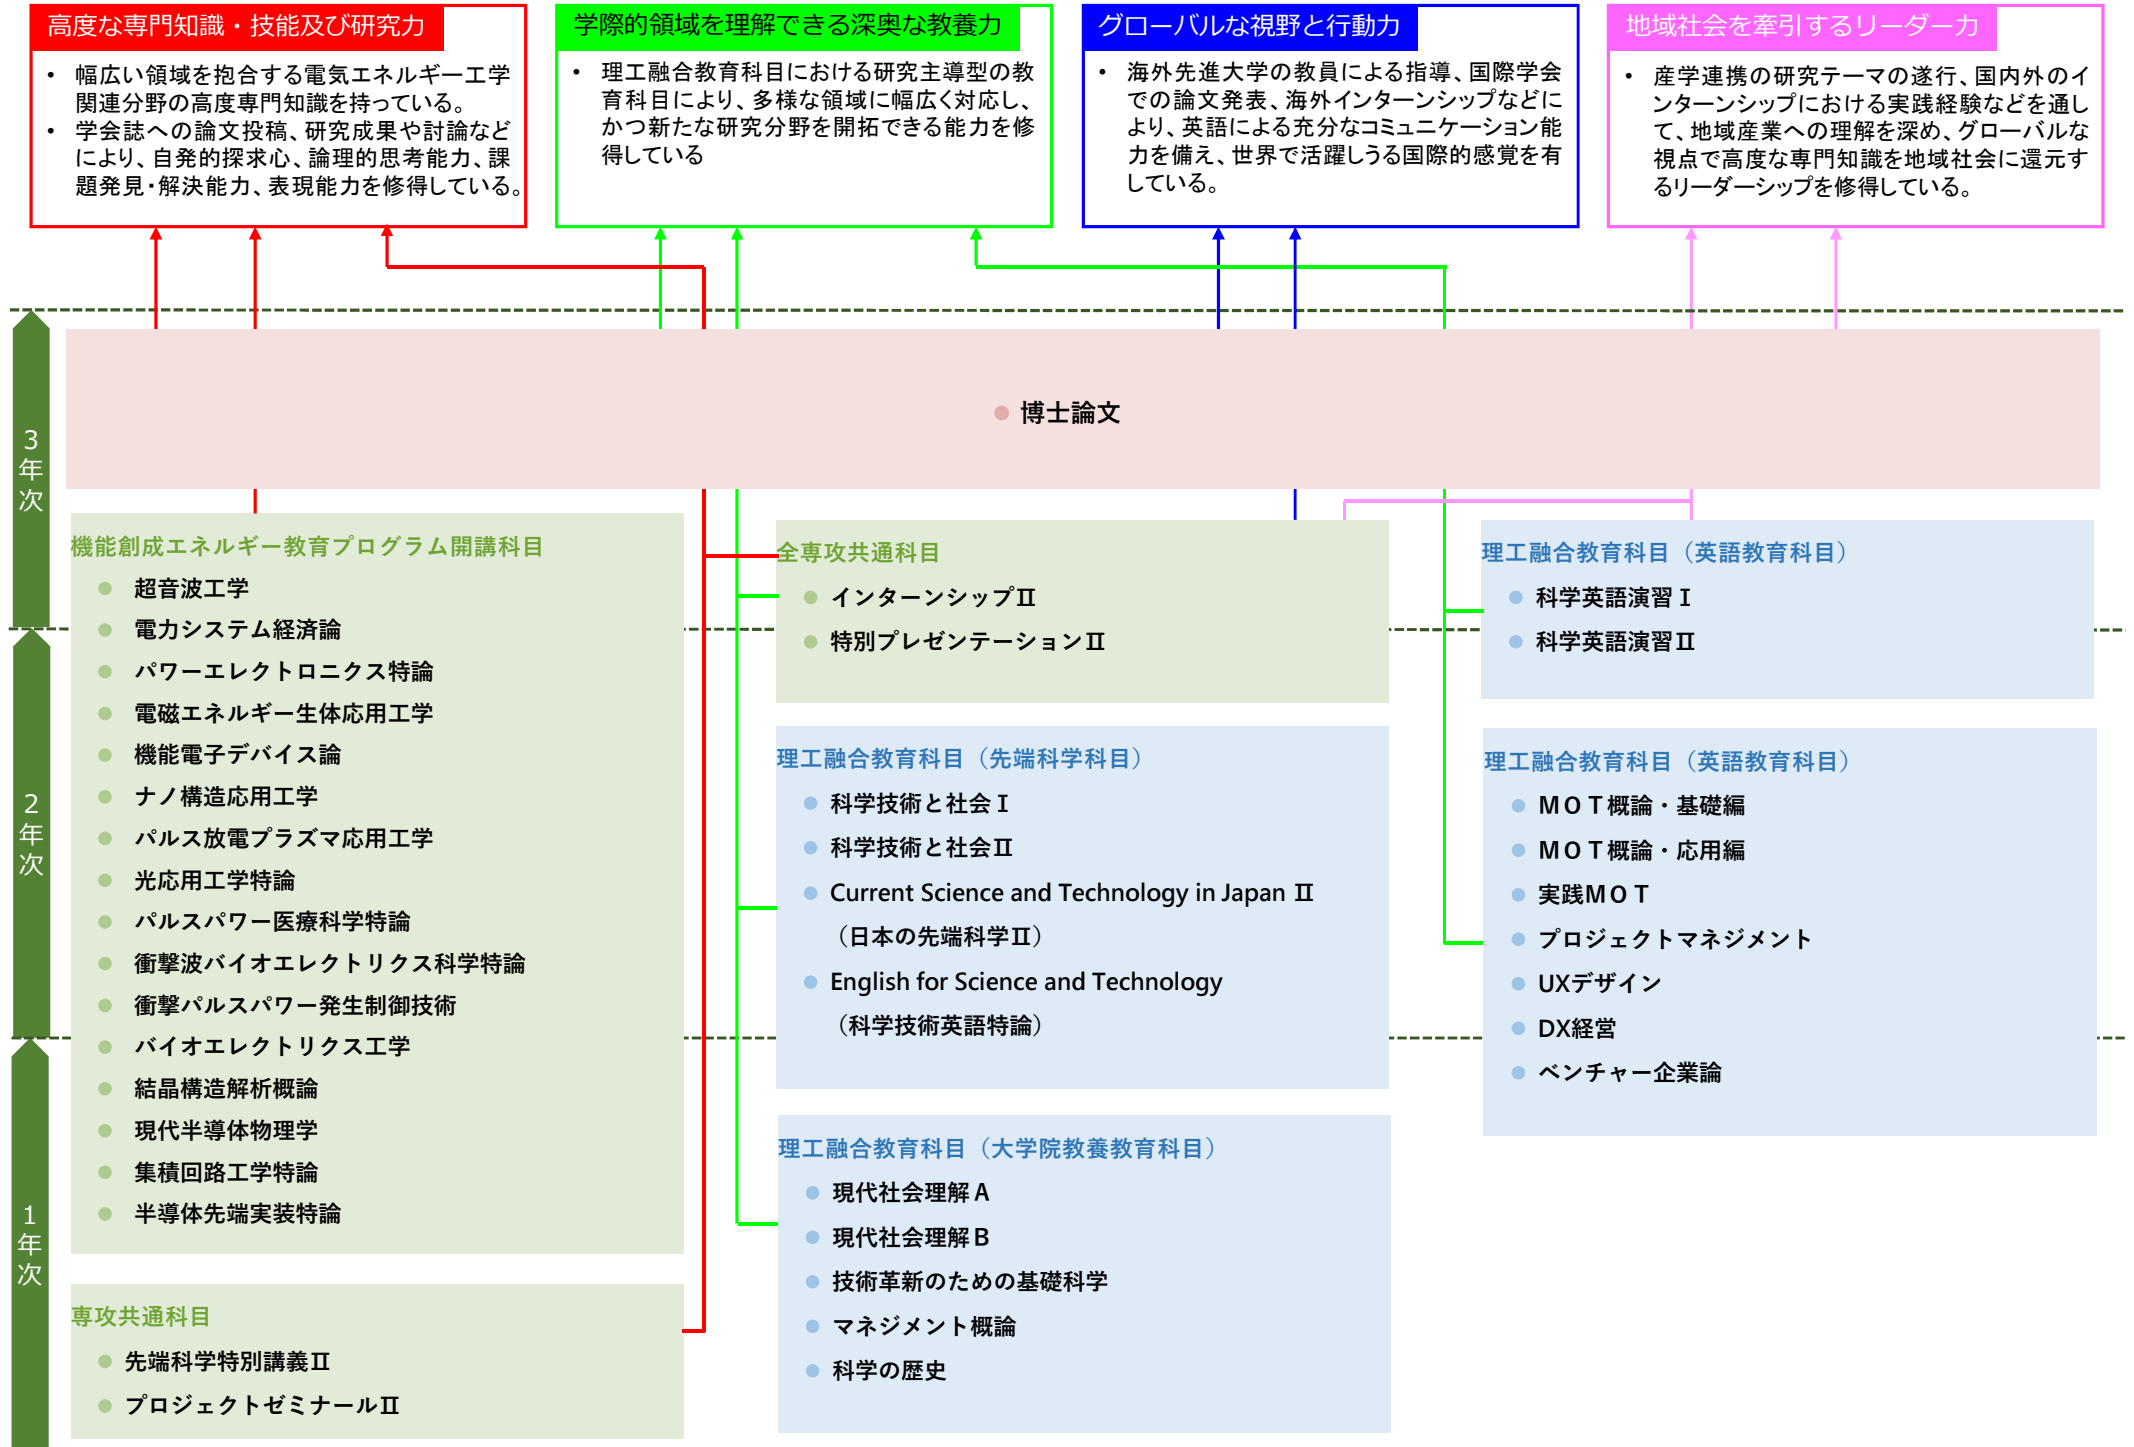 高度な専門知識・技能及び研究力
• 幅広い領域を抱合する電気エネルギー工学
関連分野の高度専門知識を持っている。
• 学会誌への論文投稿、研究成果や討論など
により、自発的探求心、論理的思考能力、課
題発見・解決能力、表現能力を修得している。
学際的領域を理解できる深奥な教養力
• 理工融合教育科目における研究主導型の教
育科目により、多様な領域に幅広く対応し、
かつ新たな研究分野を開拓できる能力を修
得している
グローバルな視野と行動力
• 海外先進大学の教員による指導、国際学会
での論文発表、海外インターンシップなどに
より、英語による充分なコミュニケーション能
力を備え、世界で活躍しうる国際的感覚を有
している。
地域社会を牽引するリーダー力
• 産学連携の研究テーマの遂行、国内外のイ
ンターンシップにおける実践経験などを通し
て、地域産業への理解を深め、グローバルな
視点で高度な専門知識を地域社会に還元す
るリーダーシップを修得している。
3年次
● 博士論文
機能創成エネルギー教育プログラム開講科目
● 超音波工学
● 電力システム経済論
● パワーエレクトロニクス特論
● 電磁エネルギー生体応用工学
● 機能電子デバイス論
● ナノ構造応用工学
● パルス放電プラズマ応用工学
● 光応用工学特論
● パルスパワー医療科学特論
● 衝撃波バイオエレクトリクス科学特論
● 衝撃パルスパワー発生制御技術
● バイオエレクトリクス工学
● 結晶構造解析概論
● 現代半導体物理学
● 集積回路工学特論
● 半導体先端実装特論
専攻共通科目
● 先端科学特別講義Ⅱ
● プロジェクトゼミナールⅡ
全専攻共通科目
● インターンシップⅡ
● 特別プレゼンテーションⅡ
理工融合教育科目（先端科学科目）
● 科学技術と社会Ⅰ
● 科学技術と社会Ⅱ
● Current Science and Technology in Japan Ⅱ
（日本の先端科学Ⅱ）
● English for Science and Technology
（科学技術英語特論）
理工融合教育科目（大学院教養教育科目）
● 現代社会理解Ａ
● 現代社会理解Ｂ
● 技術革新のための基礎科学
● マネジメント概論
● 科学の歴史
理工融合教育科目（英語教育科目）
● 科学英語演習Ⅰ
● 科学英語演習Ⅱ
理工融合教育科目（英語教育科目）
● ＭＯＴ概論・基礎編
● ＭＯＴ概論・応用編
● 実践ＭＯＴ
● プロジェクトマネジメント
● UXデザイン
● DX経営
● ベンチャー企業論
2年次
1年次